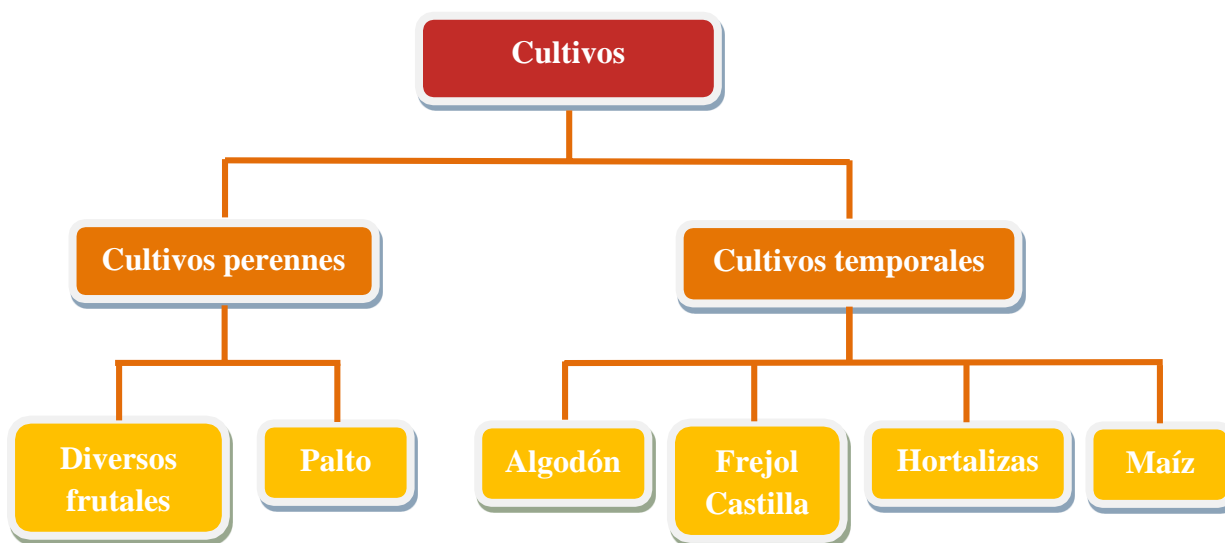 Cultivos
Cultivos perennes
Cultivos temporales
Diversos
frutales
Palto
Algodón
Frejol
Castilla
Hortalizas
Maíz